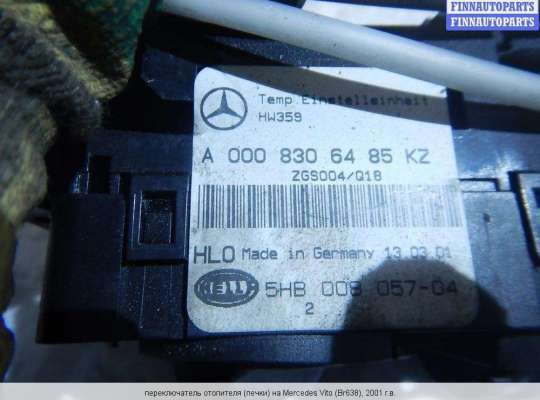 FINNAUTOPARTS
FINNAUTOPARTS
Temp. Einstelleinheit
HW359
A 000 830 64 85 KZ
ZGS004/Q18
HLO Made in Germany 13.03.01
HELLA
5HB 008 057-04
2
переключатель отопителя (печки) на Mercedes Vito (Br638), 2001 г.в.